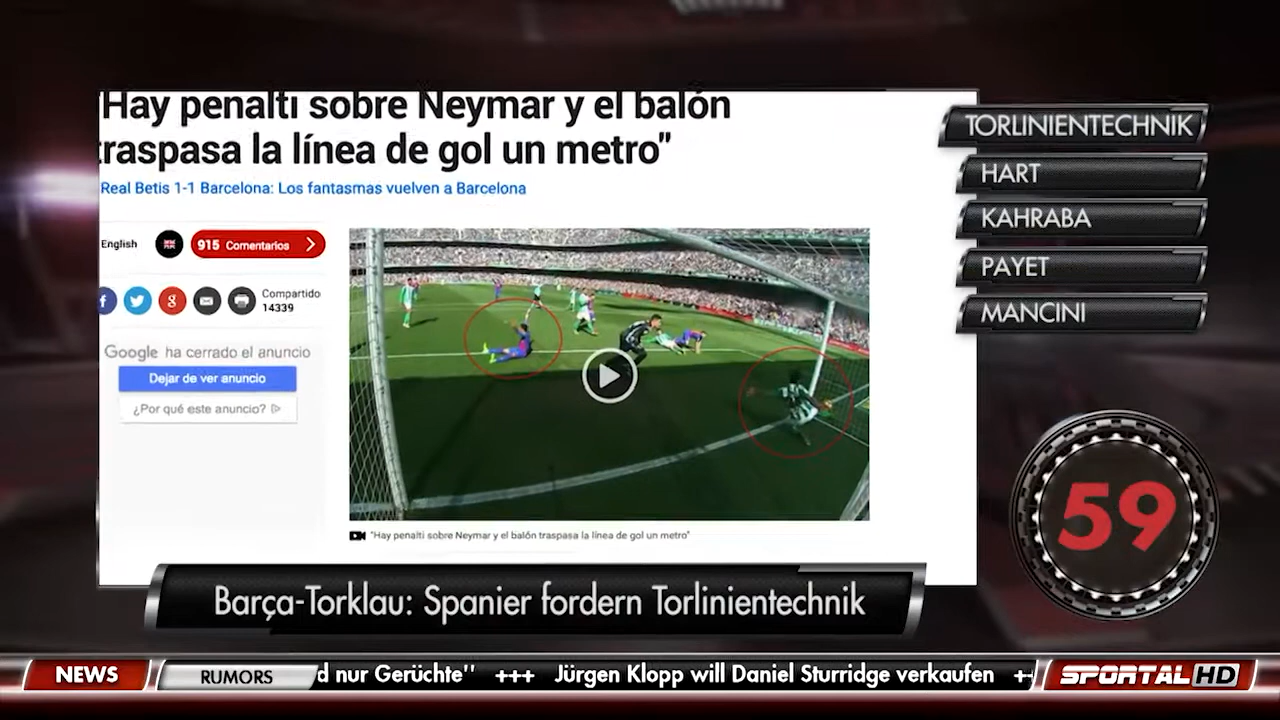 "Hay penalti sobre Neymar y el balón
traspasa la línea de gol un metro"
Real Betis 1-1 Barcelona: Los fantasmas vuelven a Barcelona
English
915 Comentarios
f
g
Compartido
14339
Google ha cerrado el anuncio
Dejar de ver anuncio
¿Por qué este anuncio?
"Hay penalti sobre Neymar y el balón traspasa la línea de gol un metro"
TORLINIENTECHNIK
HART
KAHRABA
PAYET
MANCINI
59
Barça-Torklau: Spanier fordern Torlinientechnik
NEWS
RUMORS
d nur Gerüchte'' +++ Jürgen Klopp will Daniel Sturridge verkaufen ++
SPORTAL HD